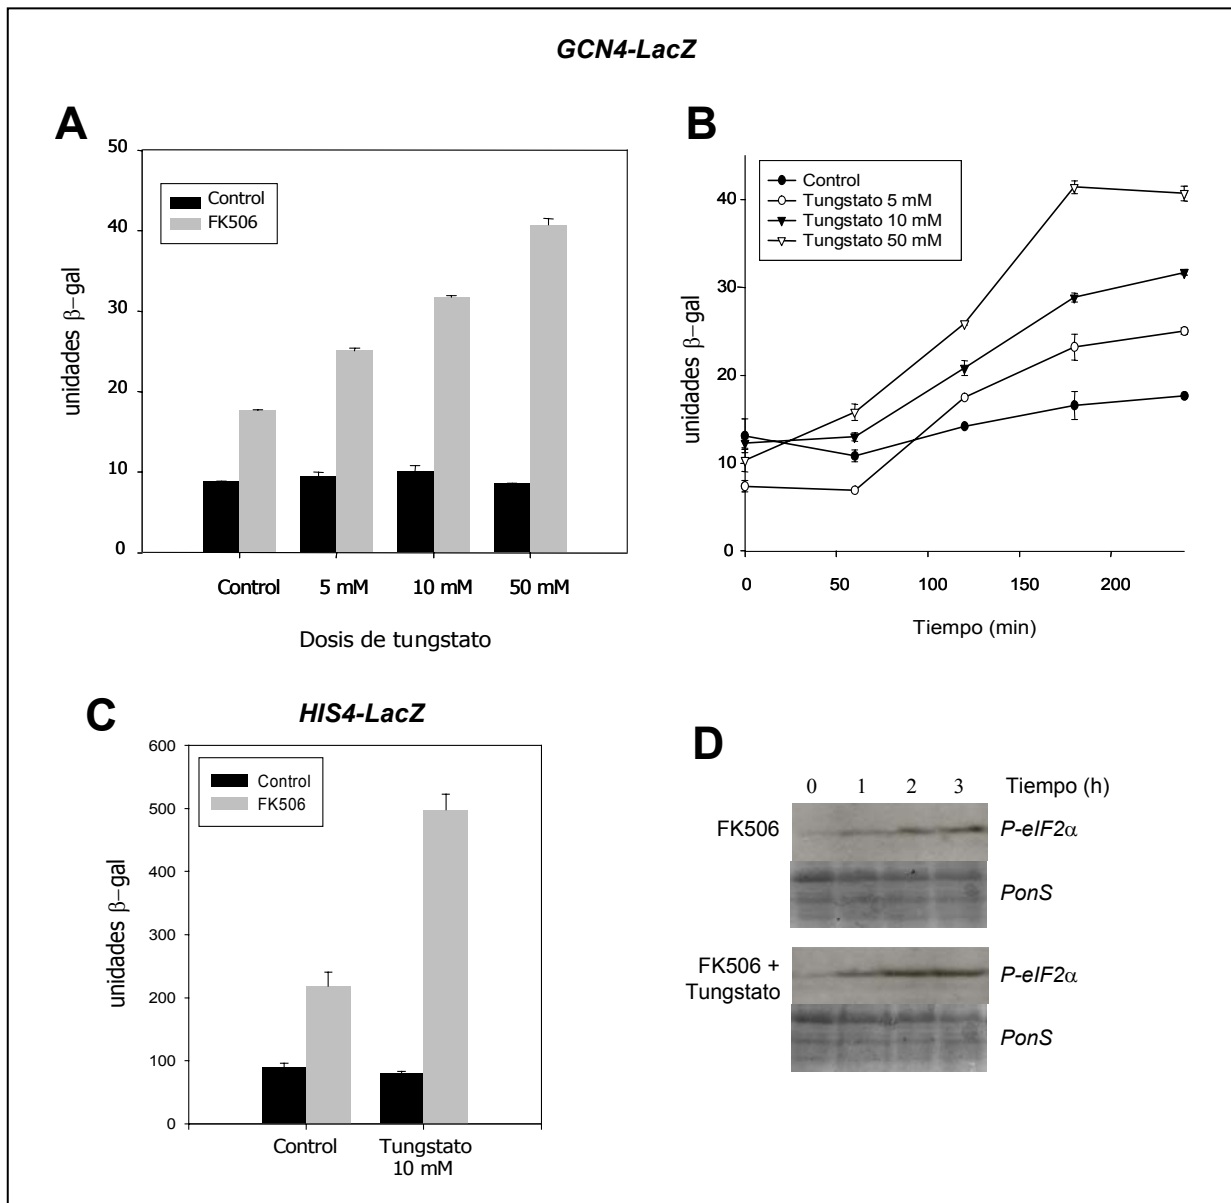 GCN4-LacZ
A
50
40
30
20
10
0
unidades β-gal
Control
FK506
Control 5 mM 10 mM 50 mM
Dosis de tungstato
B
40
30
20
10
0
unidades β-gal
Control
Tungstato 5 mM
Tungstato 10 mM
Tungstato 50 mM
0 50 100 150 200
Tiempo (min)
C
HIS4-LacZ
600
500
400
300
200
100
0
unidades β-gal
Control
FK506
Control Tungstato
10 mM
D
0 1 2 3 Tiempo (h)
FK506 P-eIF2α
PonS
FK506 + P-eIF2α
Tungstato
PonS